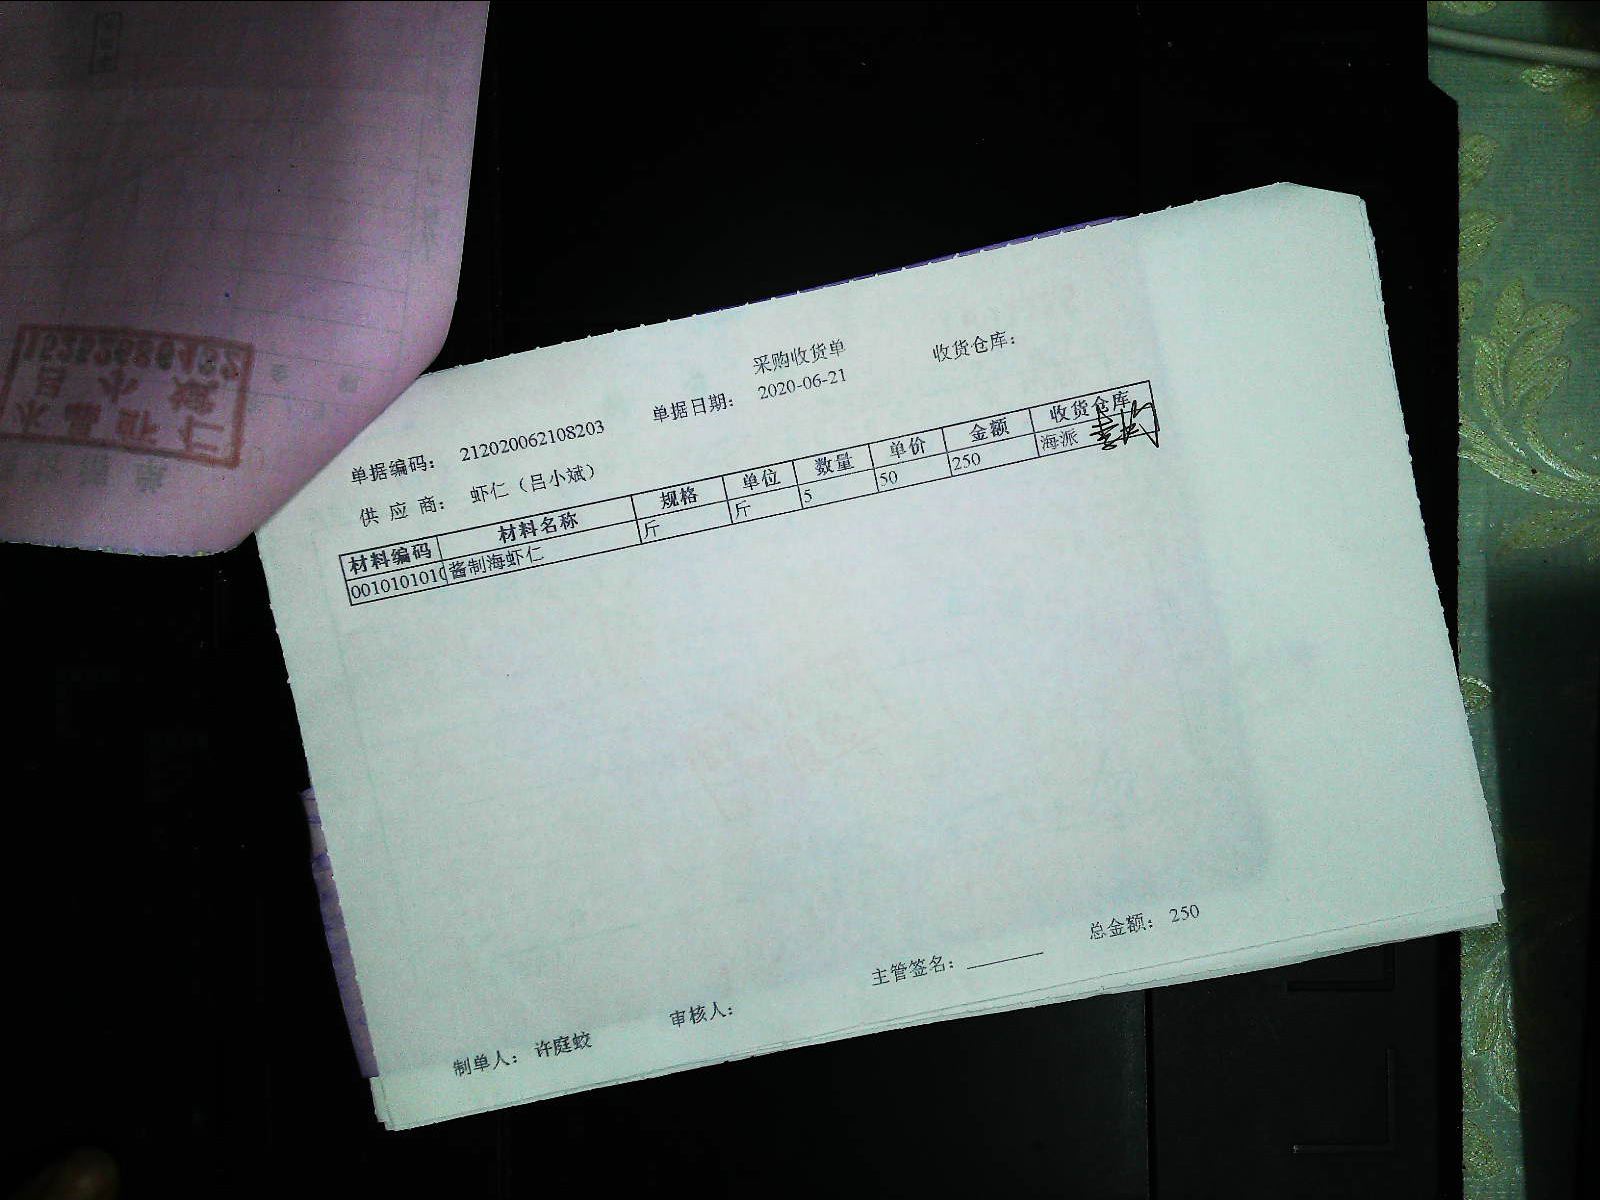 采购收货单
收货仓库：
单据编码： 212020062108203 单据日期： 2020-06-21
供 应 商： 虾仁（吕小斌）
材料编码 材料名称 规格 单位 数量 单价 金额 收货仓库
001010101 酱制海虾仁 斤 斤 5 50 250 海派
总金额： 250
制单人： 许庭蛟 审核人： 主管签名：